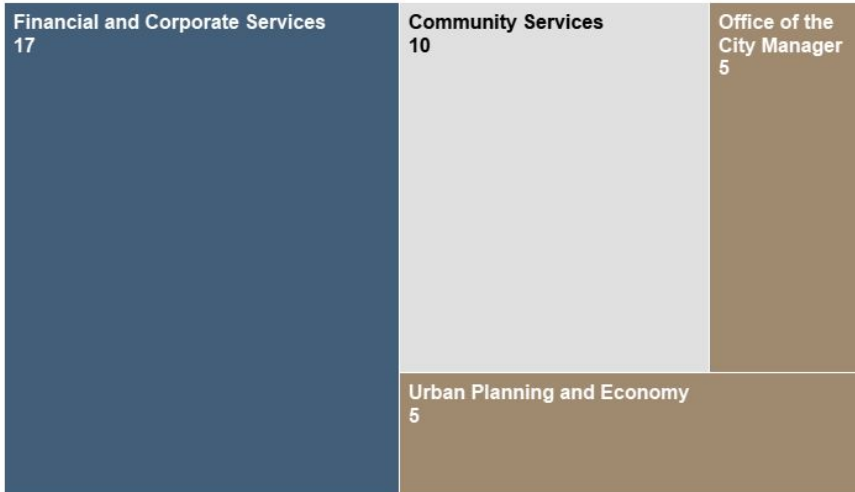 Financial and Corporate Services
17
Community Services
10
Office of the
City Manager
5
Urban Planning and Economy
5